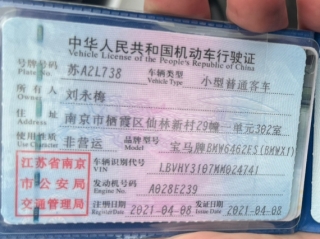 中华人民共和国机动车行驶证
Vehicle License of the People's Republic of China
号牌号码 Plate No. 苏A2L738 车辆类型 Vehicle Type 小型普通客车
所有人 Owner 刘永梅
住址 Address 南京市栖霞区仙林新村29幢一单元302室
使用性质 Use Character 非营运 品牌型号 Model 宝马牌BMW6462ES(BMWX1)
江苏省南京市公安局交通管理局
车辆识别代号 VIN LBVHY3107MM024741
发动机号码 Engine No. A028E239
注册日期 Register Date 2021-04-08 发证日期 Issue Date 2021-04-08